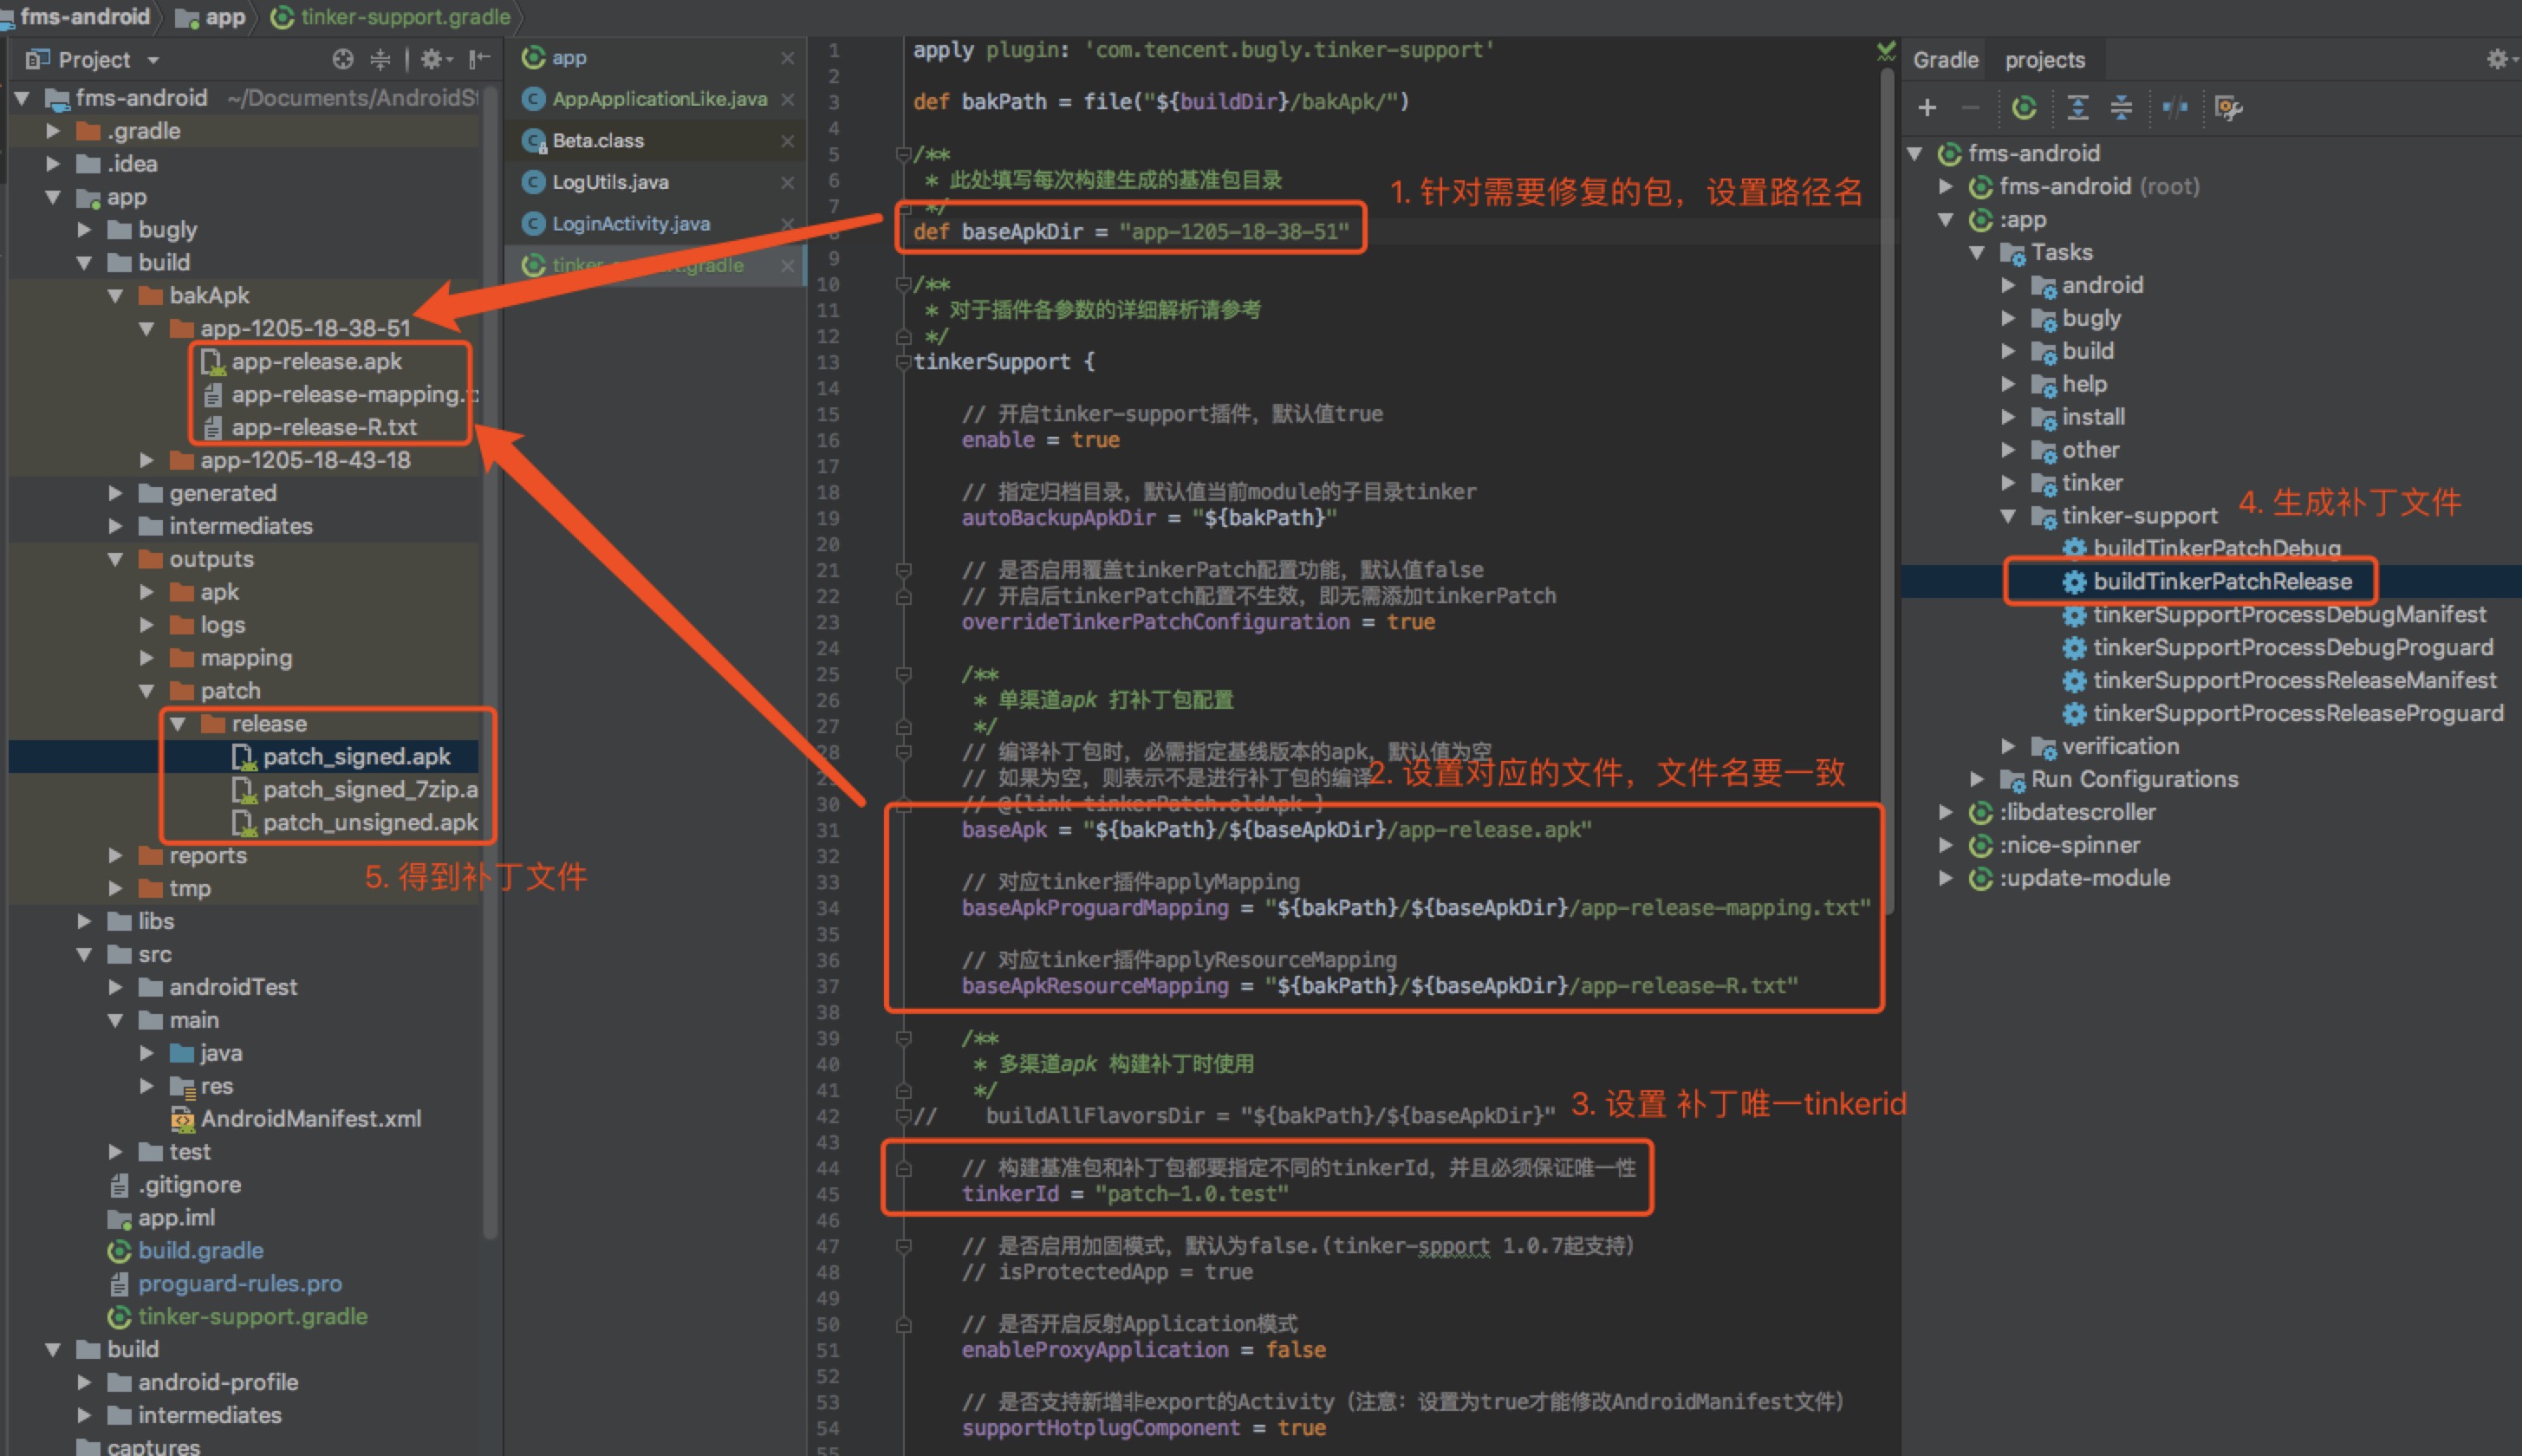 fms-android app tinker-support.gradle
Project
fms-android ~/Documents/AndroidSt
.gradle
.idea
app
bugly
build
bakApk
app-1205-18-38-51
app-release.apk
app-release-mapping.t
app-release-R.txt
app-1205-18-43-18
generated
intermediates
outputs
apk
logs
mapping
patch
release
patch_signed.apk
patch_signed_7zip.a
patch_unsigned.apk
reports
5. 得到补丁文件
tmp
libs
src
androidTest
main
java
res
AndroidManifest.xml
test
.gitignore
app.iml
build.gradle
proguard-rules.pro
tinker-support.gradle
build
android-profile
intermediates
captures
app
AppApplicationLike.java
Beta.class
LogUtils.java
LoginActivity.java
1 apply plugin: 'com.tencent.bugly.tinker-support'
2
3 def bakPath = file("${buildDir}/bakApk/")
4
5 /**
6 * 此处填写每次构建生成的基准包目录
1. 针对需要修复的包，设置路径名
7 */
8 def baseApkDir = "app-1205-18-38-51"
9
10 /**
11 * 对于插件各参数的详细解析请参考
12 */
13 tinkerSupport {
14
15 // 开启tinker-support插件，默认值true
16 enable = true
17
18 // 指定归档目录，默认值当前module的子目录tinker
19 autoBackupApkDir = "${bakPath}"
20
21 // 是否启用覆盖tinkerPatch配置功能，默认值false
22 // 开启后tinkerPatch配置不生效，即无需添加tinkerPatch
23 overrideTinkerPatchConfiguration = true
24
25 /**
26 * 单渠道apk 打补丁包配置
27 */
28 // 编译补丁包时，必需指定基线版本的apk，默认值为空
29 // 如果为空，则表示不是进行补丁包的编译
2. 设置对应的文件，文件名要一致
30 // @{link tinkerPatch.oldApk }
31 baseApk = "${bakPath}/${baseApkDir}/app-release.apk"
32
33 // 对应tinker插件applyMapping
34 baseApkProguardMapping = "${bakPath}/${baseApkDir}/app-release-mapping.txt"
35
36 // 对应tinker插件applyResourceMapping
37 baseApkResourceMapping = "${bakPath}/${baseApkDir}/app-release-R.txt"
38
39 /**
40 * 多渠道apk 构建补丁时使用
41 */
42 // buildAllFlavorsDir = "${bakPath}/${baseApkDir}"
3. 设置 补丁唯一tinkerid
43
44 // 构建基准包和补丁包都要指定不同的tinkerId，并且必须保证唯一性
45 tinkerId = "patch-1.0.test"
46
47 // 是否启用加固模式，默认为false.(tinker-spport 1.0.7起支持)
48 // isProtectedApp = true
49
50 // 是否开启反射Application模式
51 enableProxyApplication = false
52
53 // 是否支持新增非export的Activity（注意：设置为true才能修改AndroidManifest文件）
54 supportHotplugComponent = true
55
Gradle projects
fms-android
fms-android (root)
:app
Tasks
android
bugly
build
help
install
other
tinker
tinker-support
4. 生成补丁文件
buildTinkerPatchDebug
buildTinkerPatchRelease
tinkerSupportProcessDebugManifest
tinkerSupportProcessDebugProguard
tinkerSupportProcessReleaseManifest
tinkerSupportProcessReleaseProguard
verification
Run Configurations
:libdatescroller
:nice-spinner
:update-module